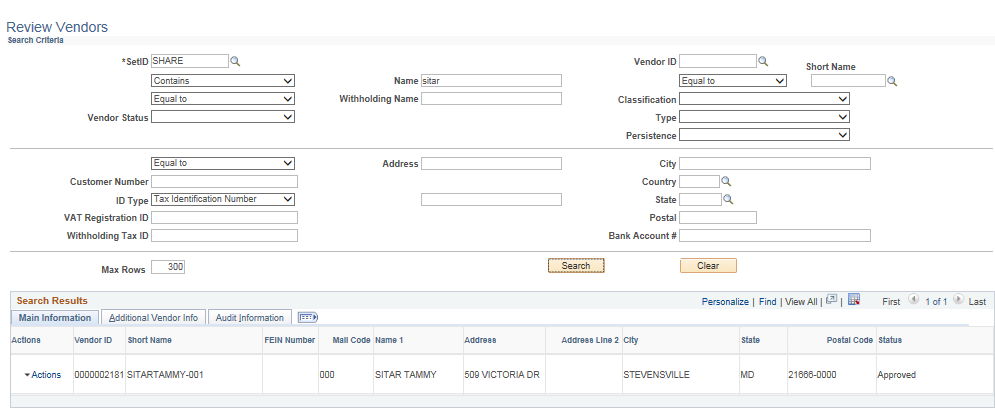 Review Vendors
Search Criteria
*SetID SHARE Vendor ID
Short Name
Contains Name sitar Equal to
Equal to Withholding Name Classification
Vendor Status Type
Persistence
Equal to Address City
Customer Number Country
ID Type Tax Identification Number State
VAT Registration ID Postal
Withholding Tax ID Bank Account #
Max Rows 300 Search Clear
Search Results Personalize | Find | View All | | First 1 of 1 Last
Main Information Additional Vendor Info Audit Information
Actions Vendor ID Short Name FEIN Number Mail Code Name 1 Address Address Line 2 City State Postal Code Status
Actions 0000002181 SITARTAMMY-001 000 SITAR TAMMY 509 VICTORIA DR STEVENSVILLE MD 21666-0000 Approved